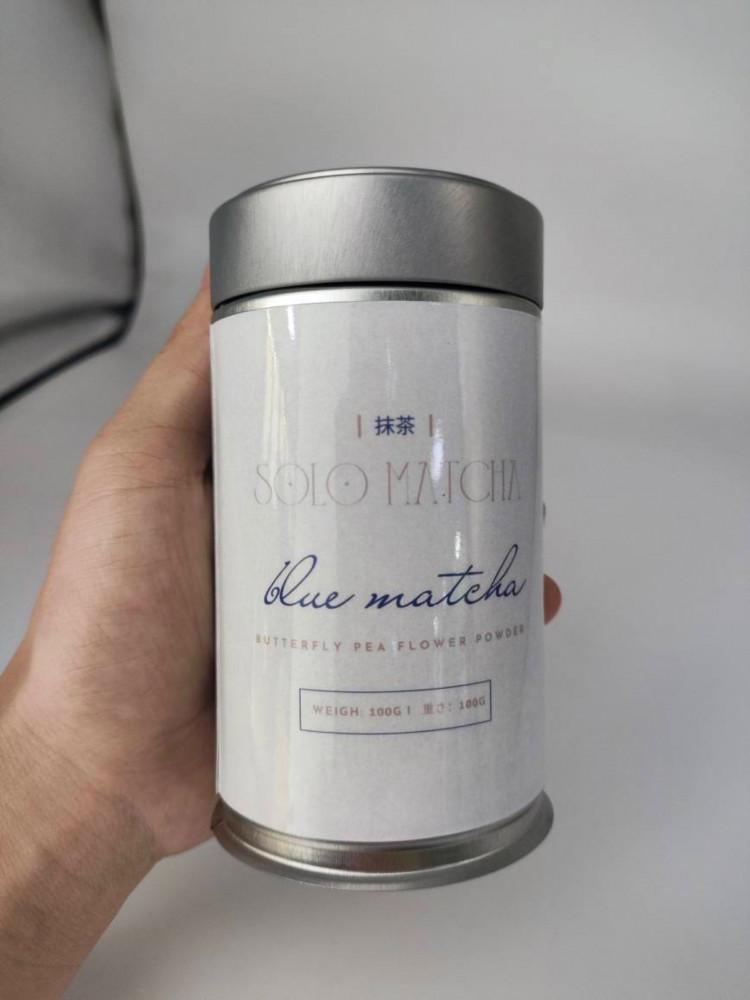 | 抹茶 |
SOLO MATCHA
blue matcha
BUTTERFLY PEA FLOWER POWDER
WEIGH: 100G | 重さ: 100G